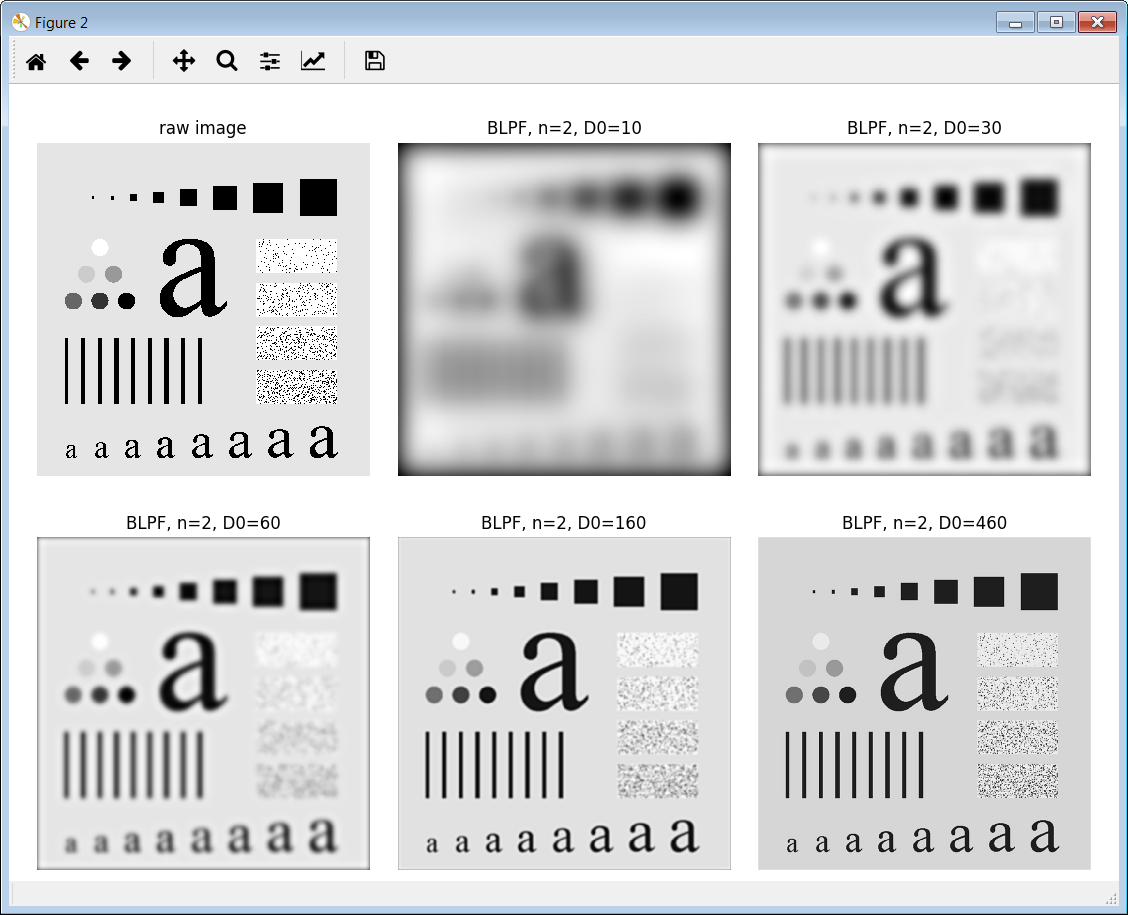 Figure 2
raw image
BLPF, n=2, D0=10
BLPF, n=2, D0=30
a
a
a
a
a a a a a a a a
a a a a a a a a
a a a a a a a a
BLPF, n=2, D0=60
BLPF, n=2, D0=160
BLPF, n=2, D0=460
a
a
a
a a a a a a a a
a a a a a a a a
a a a a a a a a